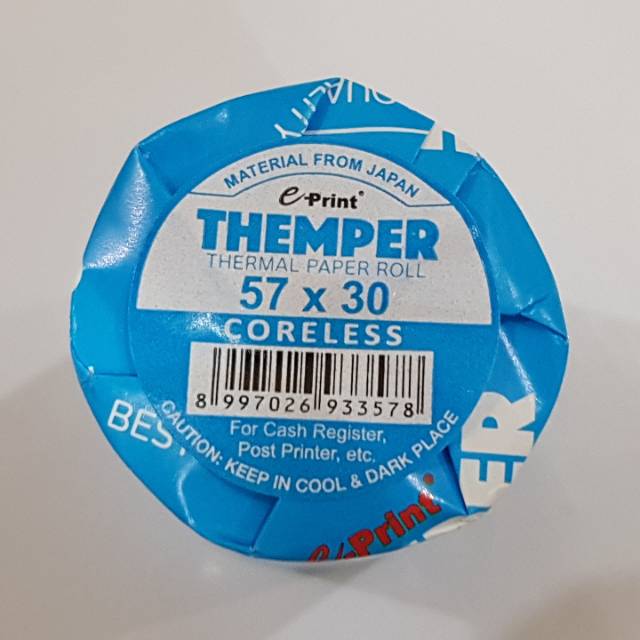 MATERIAL FROM JAPAN
e-Print®
THEMPER
THERMAL PAPER ROLL
57 x 30
CORELESS
8 997026 933578
For Cash Register,
Post Printer, etc.
CAUTION: KEEP IN COOL & DARK PLACE
e-Print®